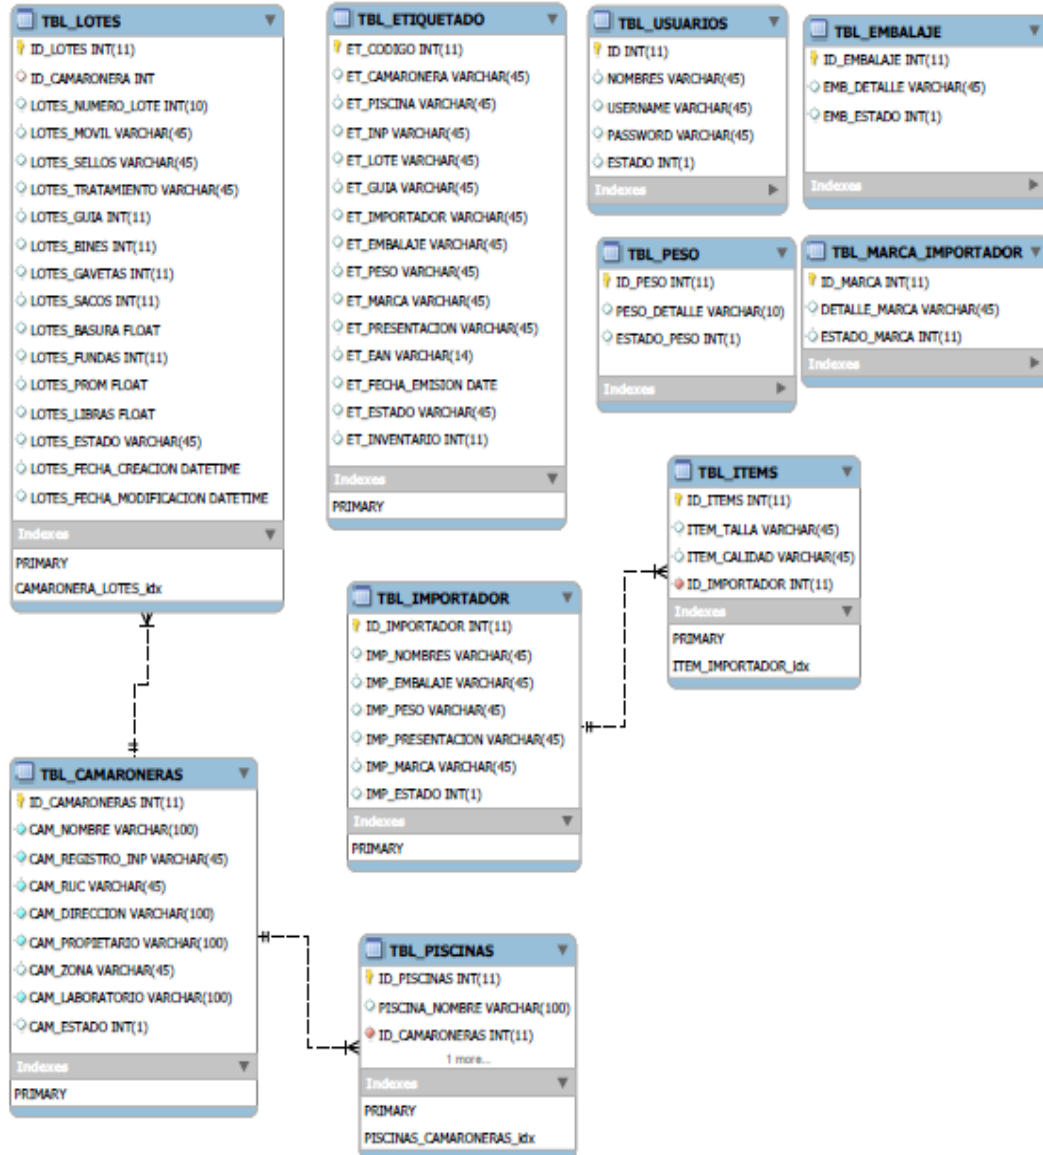 TBL_LOTES
ID_LOTES INT(11)
ID_CAMARONERA INT
LOTES_NUMERO_LOTE INT(10)
LOTES_MOVIL VARCHAR(45)
LOTES_SELLOS VARCHAR(45)
LOTES_TRATAMIENTO VARCHAR(45)
LOTES_GUIA INT(11)
LOTES_BINES INT(11)
LOTES_GAVETAS INT(11)
LOTES_SACOS INT(11)
LOTES_BASURA FLOAT
LOTES_FUNDAS INT(11)
LOTES_PROM FLOAT
LOTES_LIBRAS FLOAT
LOTES_ESTADO VARCHAR(45)
LOTES_FECHA_CREACION DATETIME
LOTES_FECHA_MODIFICACION DATETIME
Indexes
PRIMARY
CAMARONERA_LOTES_idx
TBL_ETIQUETADO
ET_CODIGO INT(11)
ET_CAMARONERA VARCHAR(45)
ET_PISCINA VARCHAR(45)
ET_INP VARCHAR(45)
ET_LOTE VARCHAR(45)
ET_GUIA VARCHAR(45)
ET_IMPORTADOR VARCHAR(45)
ET_EMBALAJE VARCHAR(45)
ET_PESO VARCHAR(45)
ET_MARCA VARCHAR(45)
ET_PRESENTACION VARCHAR(45)
ET_EAN VARCHAR(14)
ET_FECHA_EMISION DATE
ET_ESTADO VARCHAR(45)
ET_INVENTARIO INT(11)
Indexes
PRIMARY
TBL_USUARIOS
ID INT(11)
NOMBRES VARCHAR(45)
USERNAME VARCHAR(45)
PASSWORD VARCHAR(45)
ESTADO INT(1)
Indexes
TBL_EMBALAJE
ID_EMBALAJE INT(11)
EMB_DETALLE VARCHAR(45)
EMB_ESTADO INT(1)
Indexes
TBL_PESO
ID_PESO INT(11)
PESO_DETALLE VARCHAR(10)
ESTADO_PESO INT(1)
Indexes
TBL_MARCA_IMPORTADOR
ID_MARCA INT(11)
DETALLE_MARCA VARCHAR(45)
ESTADO_MARCA INT(11)
Indexes
TBL_ITEMS
ID_ITEMS INT(11)
ITEM_TALLA VARCHAR(45)
ITEM_CALIDAD VARCHAR(45)
ID_IMPORTADOR INT(11)
Indexes
PRIMARY
ITEM_IMPORTADOR_idx
TBL_IMPORTADOR
ID_IMPORTADOR INT(11)
IMP_NOMBRES VARCHAR(45)
IMP_EMBALAJE VARCHAR(45)
IMP_PESO VARCHAR(45)
IMP_PRESENTACION VARCHAR(45)
IMP_MARCA VARCHAR(45)
IMP_ESTADO INT(1)
Indexes
PRIMARY
TBL_CAMARONERAS
ID_CAMARONERAS INT(11)
CAM_NOMBRE VARCHAR(100)
CAM_REGISTRO_INP VARCHAR(45)
CAM_RUC VARCHAR(45)
CAM_DIRECCION VARCHAR(100)
CAM_PROPIETARIO VARCHAR(100)
CAM_ZONA VARCHAR(45)
CAM_LABORATORIO VARCHAR(100)
CAM_ESTADO INT(1)
Indexes
PRIMARY
TBL_PISCINAS
ID_PISCINAS INT(11)
PISCINA_NOMBRE VARCHAR(100)
ID_CAMARONERAS INT(11)
1 more...
Indexes
PRIMARY
PISCINAS_CAMARONERAS_idx